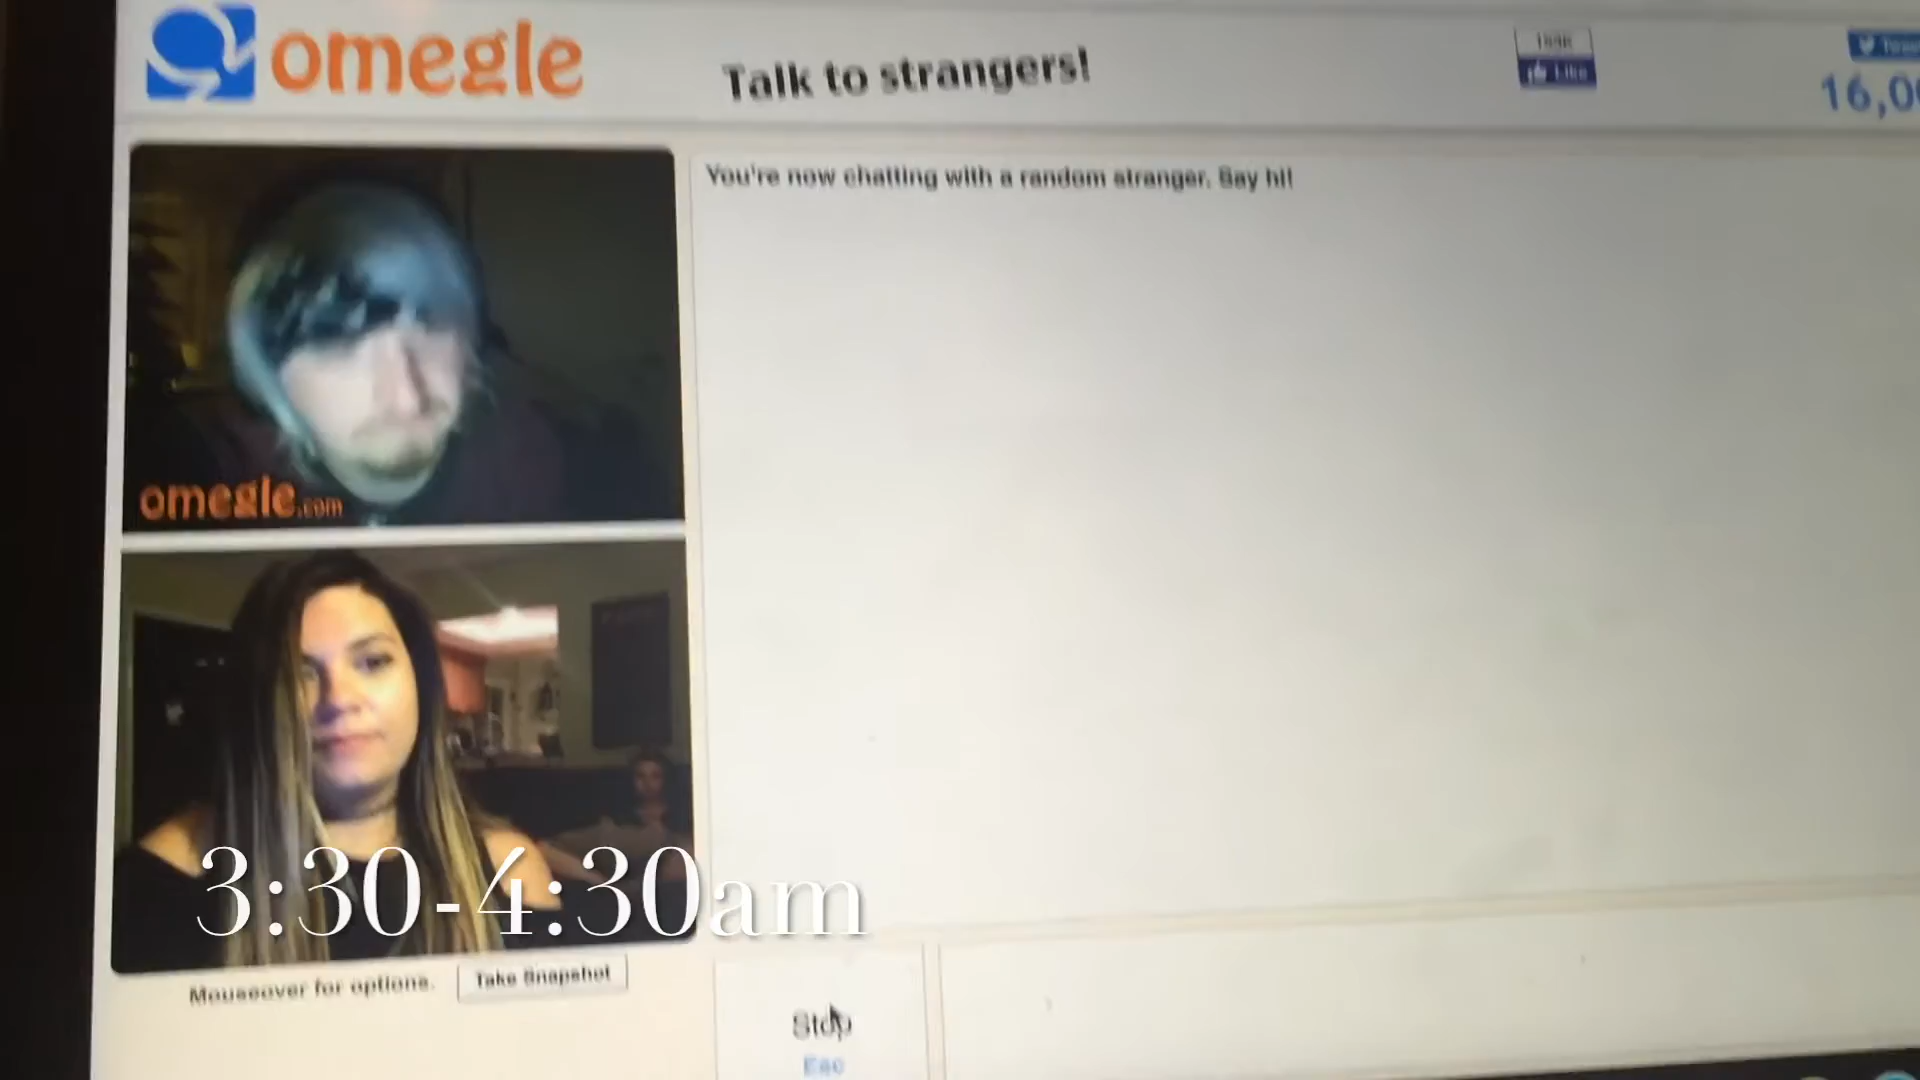 omegle
Talk to strangers!
Like
You're now chatting with a random stranger. Say hi!
omegle.com
3:30-4:30am
Mouseover for options.
Take Snapshot
Stop
Esc